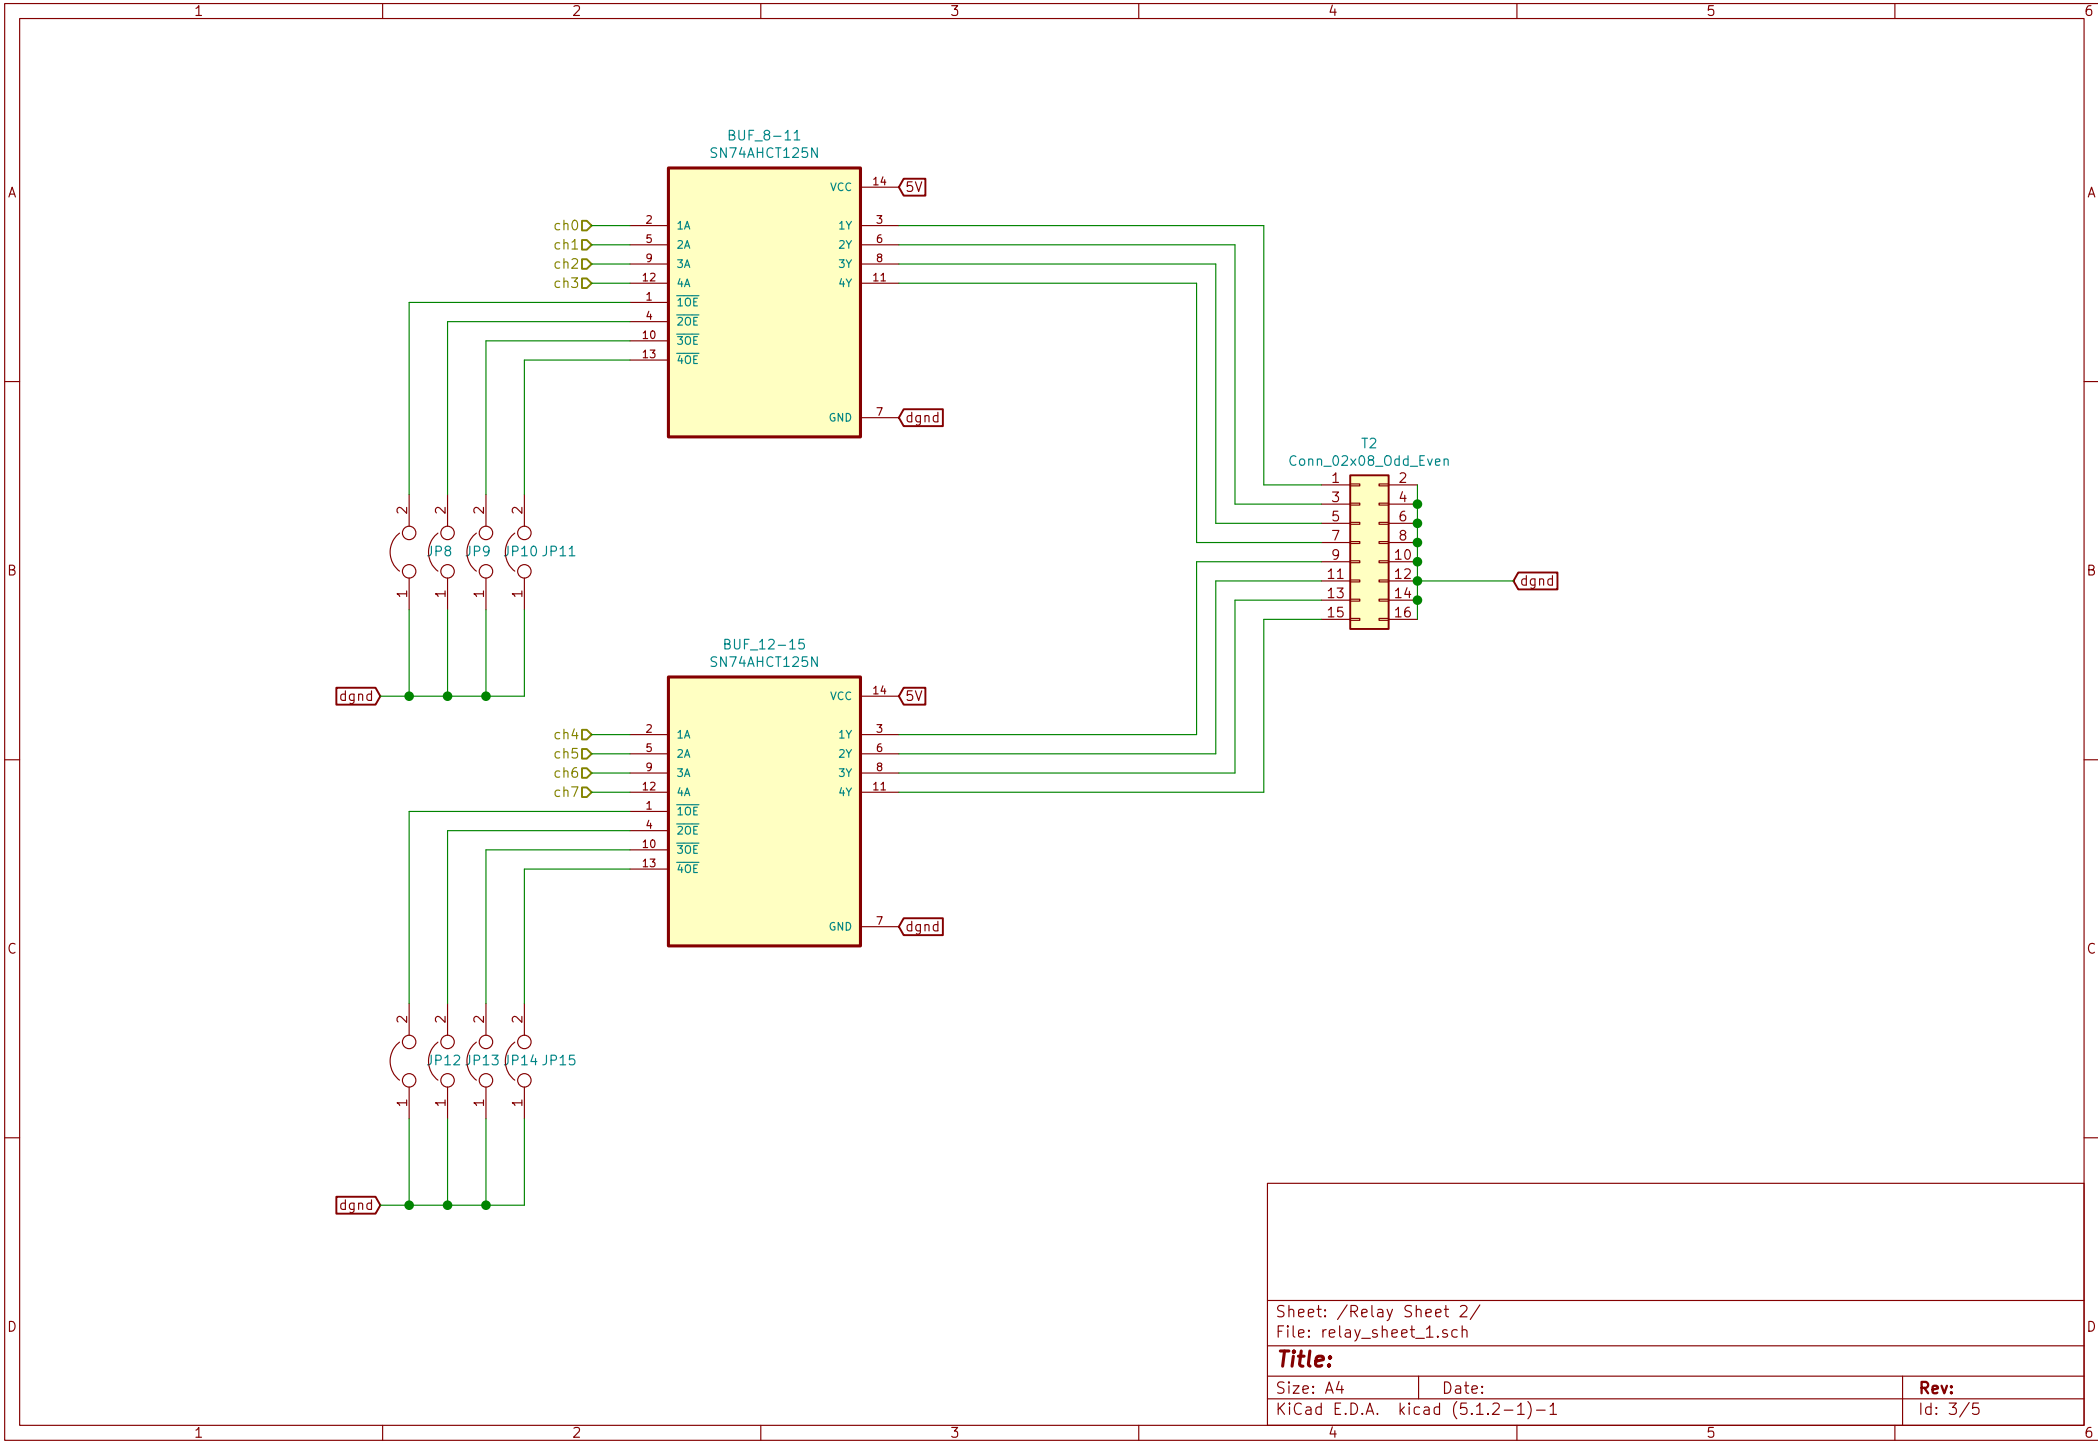 1 2 3 4 5 6
A A
BUF_8-11
SN74AHCT125N
VCC 14 5V
ch0 2 1A 1Y 3
ch1 5 2A 2Y 6
ch2 9 3A 3Y 8
ch3 12 4A 4Y 11
1 1OE
4 2OE
10 3OE
13 4OE
GND 7 dgnd
T2
Conn_02x08_Odd_Even
1 2
3 4
5 6
7 8
9 10
11 12 dgnd
13 14
15 16
2 2 2 2
JP8 JP9 JP10 JP11
1 1 1 1
B B
dgnd
BUF_12-15
SN74AHCT125N
VCC 14 5V
ch4 2 1A 1Y 3
ch5 5 2A 2Y 6
ch6 9 3A 3Y 8
ch7 12 4A 4Y 11
1 1OE
4 2OE
10 3OE
13 4OE
GND 7 dgnd
C C
2 2 2 2
JP12 JP13 JP14 JP15
1 1 1 1
dgnd
D D
Sheet: /Relay Sheet 2/
File: relay_sheet_1.sch
Title:
Size: A4 Date: Rev:
KiCad E.D.A. kicad (5.1.2-1)-1 Id: 3/5
1 2 3 4 5 6